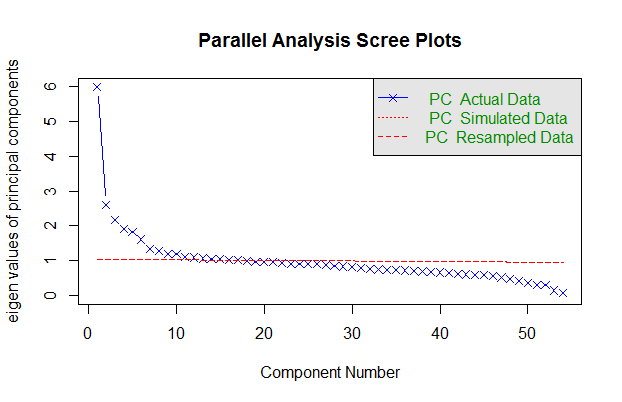 Parallel Analysis Scree Plots
eigen values of principal components
6
5
4
3
2
1
0
PC Actual Data
PC Simulated Data
PC Resampled Data
0 10 20 30 40 50
Component Number